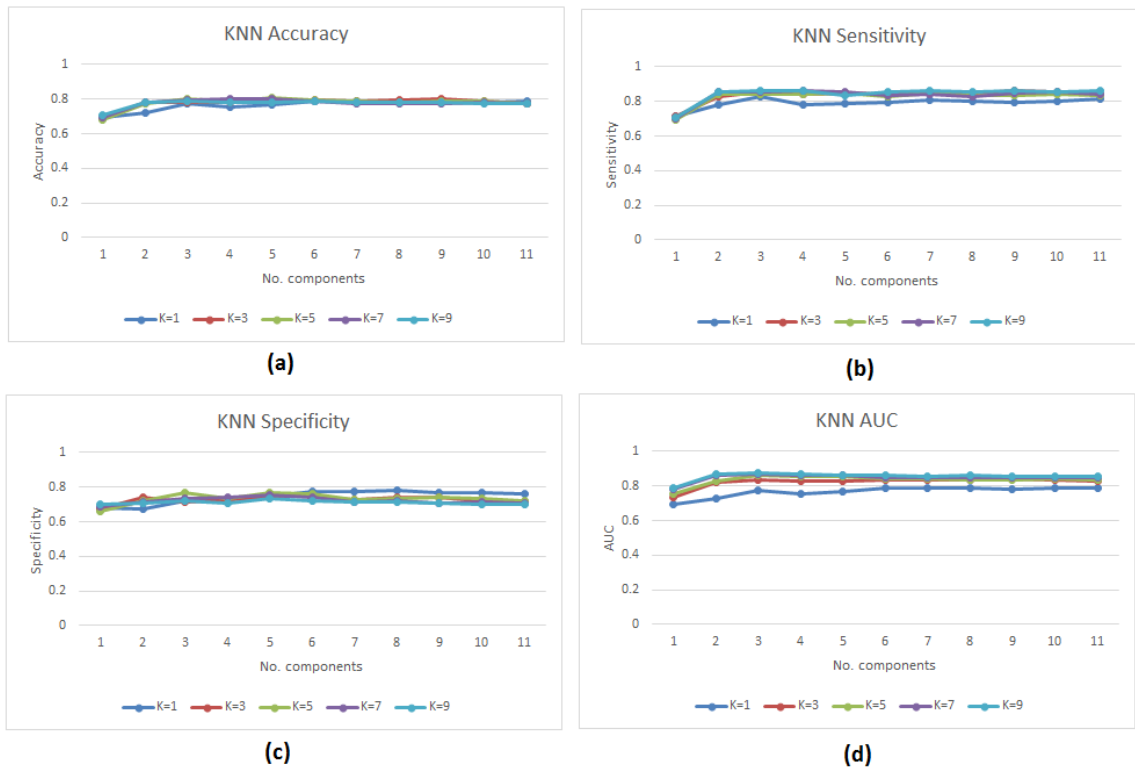 KNN Accuracy
1
0.8
0.6
0.4
0.2
0
Accuracy
1 2 3 4 5 6 7 8 9 10 11
No. components
K=1 K=3 K=5 K=7 K=9
(a)
KNN Sensitivity
1
0.8
0.6
0.4
0.2
0
Sensitivity
1 2 3 4 5 6 7 8 9 10 11
No. components
K=1 K=3 K=5 K=7 K=9
(b)
KNN Specificity
1
0.8
0.6
0.4
0.2
0
Specificity
1 2 3 4 5 6 7 8 9 10 11
No. components
K=1 K=3 K=5 K=7 K=9
(c)
KNN AUC
1
0.8
0.6
0.4
0.2
0
AUC
1 2 3 4 5 6 7 8 9 10 11
No. components
K=1 K=3 K=5 K=7 K=9
(d)